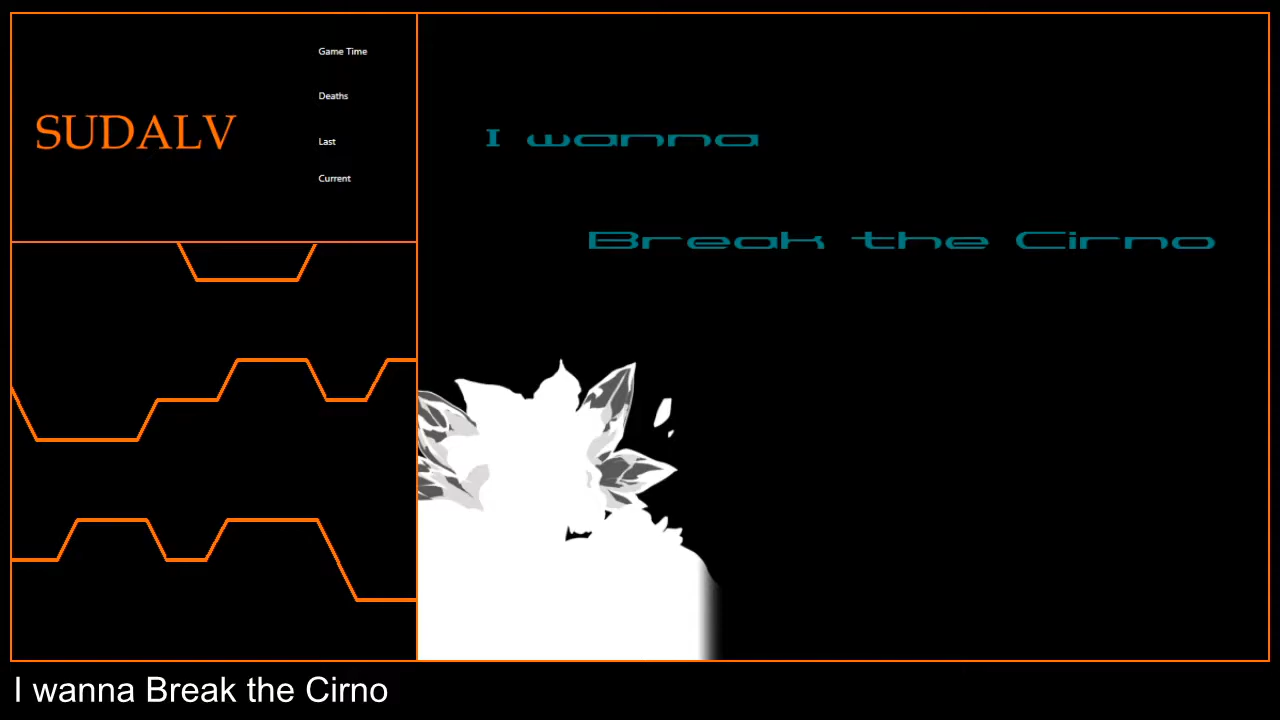 Game Time
Deaths
SUDALV
Last
Current
I wanna
Break the Cirno
I wanna Break the Cirno